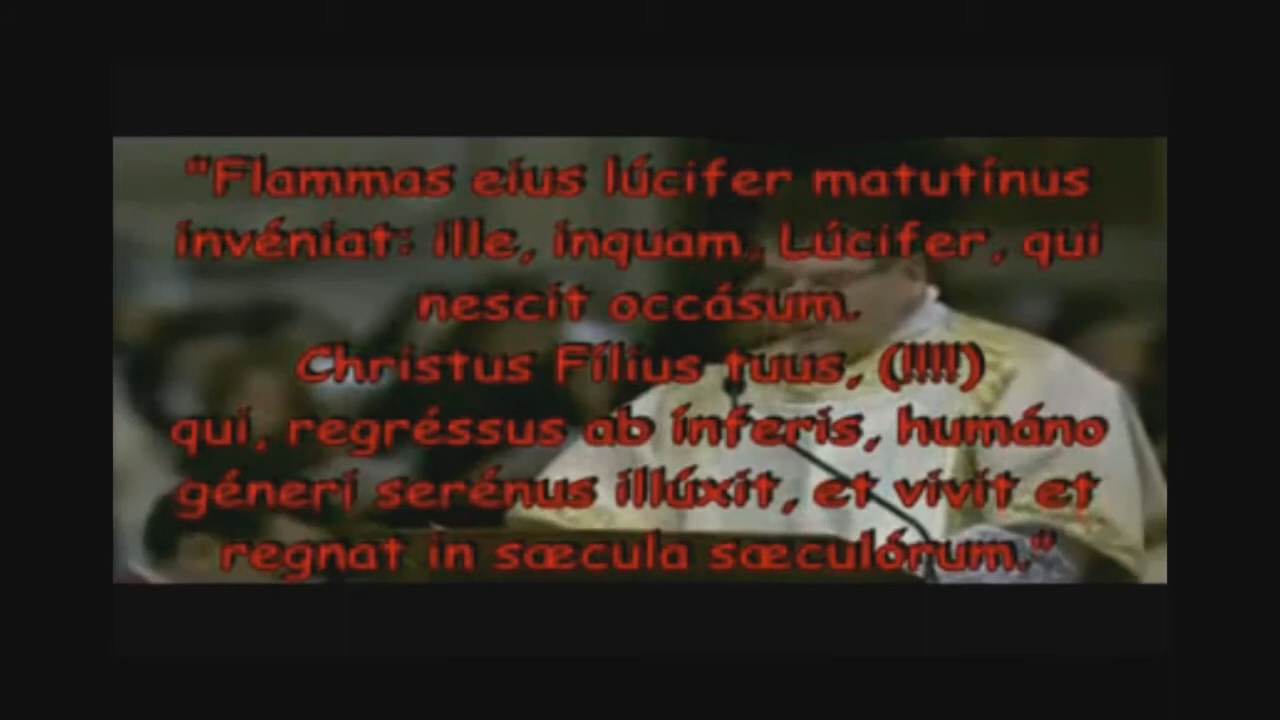 "Flammas eius lúcifer matutínus
invéniat: ille, inquam, Lúcifer, qui
nescit occásum.
Christus Fílius tuus, (!!!!)
qui, regréssus ab ínferis, humáno
géneri serénus illúxit, et vivit et
regnat in sæcula sæculórum."